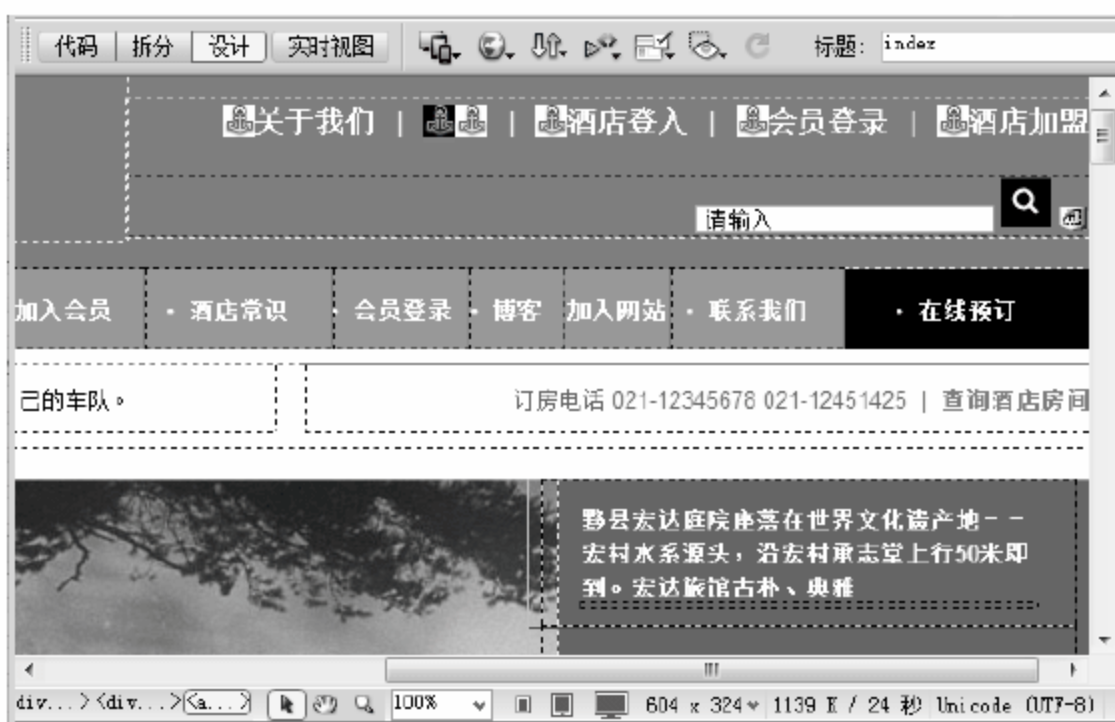 代码 拆分 设计 实时视图 标题: index
关于我们 | | 酒店登入 | 会员登录 | 酒店加盟
请输入
加入会员 · 酒店常识 · 会员登录 · 博客 加入网站 · 联系我们 · 在线预订
己的车队。 订房电话 021-12345678 021-12451425 | 查询酒店房间
黟县宏达庭院座落在世界文化遗产地--
宏村水系源头,沿宏村承志堂上行50米即
到。宏达旅馆古朴、典雅
div...> <div...> <a...> 100% 604 x 324 1139 K / 24 秒 Unicode (UTF-8)